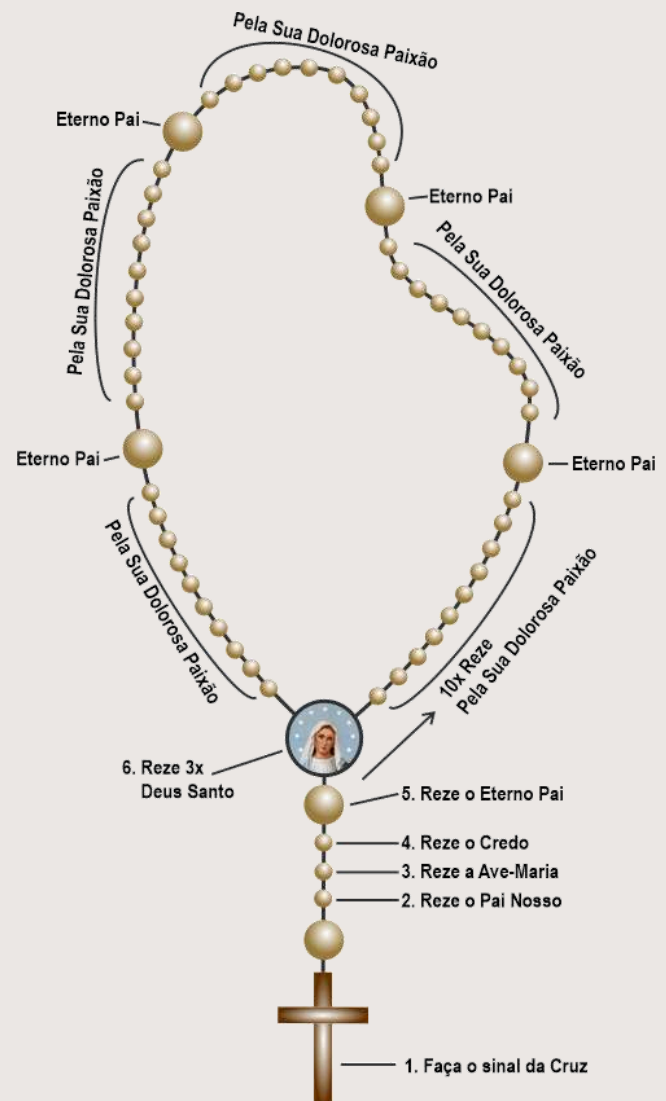 Pela Sua Dolorosa Paixão
Eterno Pai
Eterno Pai
Pela Sua Dolorosa Paixão
Pela Sua Dolorosa Paixão
Eterno Pai
Eterno Pai
Pela Sua Dolorosa Paixão
10x Reze
Pela Sua Dolorosa Paixão
6. Reze 3x
Deus Santo
5. Reze o Eterno Pai
4. Reze o Credo
3. Reze a Ave-Maria
2. Reze o Pai Nosso
1. Faça o sinal da Cruz